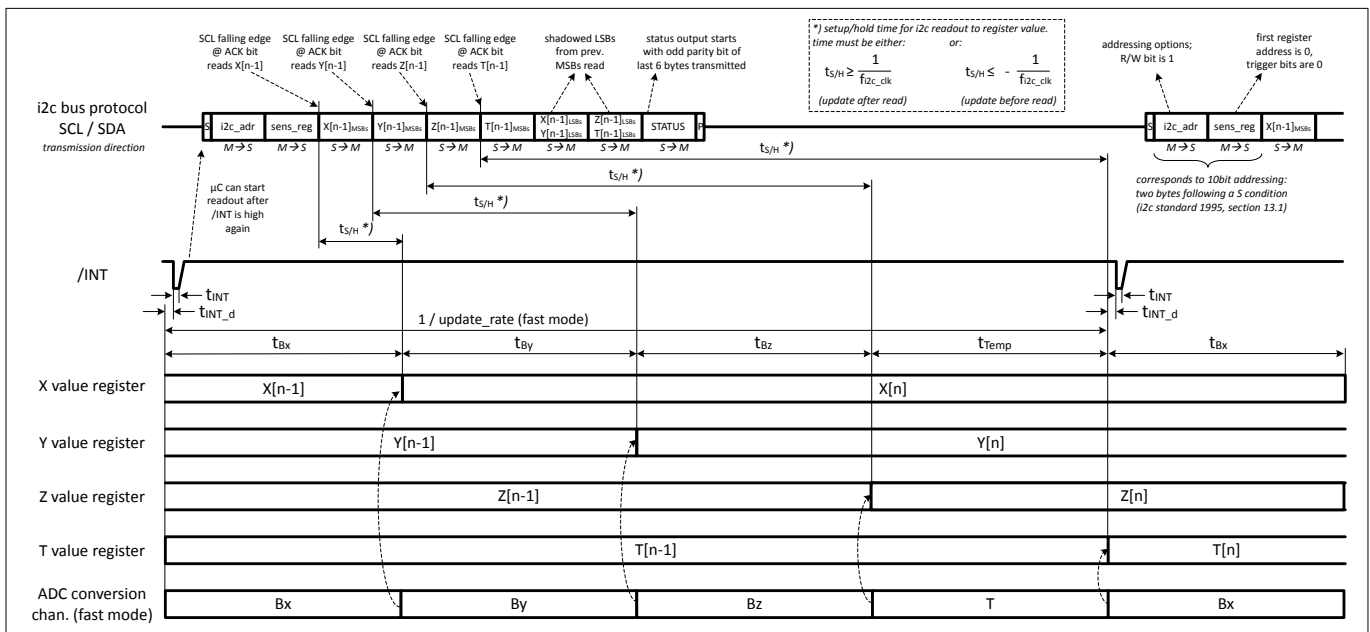 SCL falling edge
@ ACK bit
reads X[n-1]
SCL falling edge
@ ACK bit
reads Y[n-1]
SCL falling edge
@ ACK bit
reads Z[n-1]
SCL falling edge
@ ACK bit
reads T[n-1]
shadowed LSBs
from prev.
MSBs read
status output starts
with odd parity bit of
last 6 bytes transmitted
*) setup/hold time for i2c readout to register value.
time must be either: or:
tS/H ≥ 1 / fi2c_clk tS/H ≤ - 1 / fi2c_clk
(update after read) (update before read)
addressing options;
R/W bit is 1
first register
address is 0,
trigger bits are 0
i2c bus protocol
SCL / SDA
transmission direction
S i2c_adr sens_reg X[n-1]MSBs Y[n-1]MSBs Z[n-1]MSBs T[n-1]MSBs X[n-1]LSBs Y[n-1]LSBs Z[n-1]LSBs T[n-1]LSBs STATUS P
M→S M→S S→M S→M S→M S→M S→M S→M S→M
S i2c_adr sens_reg X[n-1]MSBs
M→S M→S S→M
corresponds to 10bit addressing:
two bytes following a S condition
(i2c standard 1995, section 13.1)
µC can start
readout after
/INT is high
again
tS/H *)
tS/H *)
tS/H *)
tS/H *)
/INT
tINT
tINT_d
tINT
tINT_d
1 / update_rate (fast mode)
tBx tBy tBz tTemp tBx
X value register X[n-1] X[n]
Y value register Y[n-1] Y[n]
Z value register Z[n-1] Z[n]
T value register T[n-1] T[n]
ADC conversion
chan. (fast mode) Bx By Bz T Bx